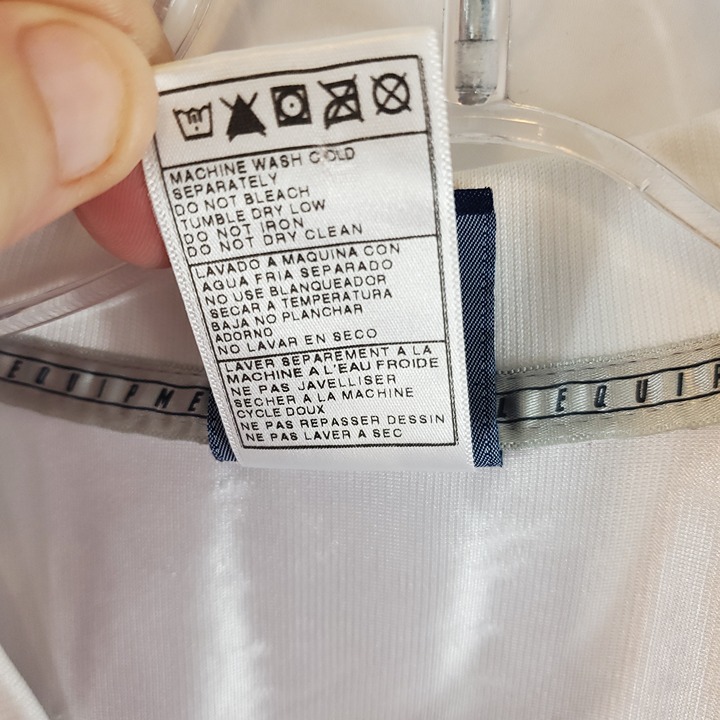 MACHINE WASH COLD
SEPARATELY
DO NOT BLEACH
TUMBLE DRY LOW
DO NOT IRON
DO NOT DRY CLEAN
LAVADO A MAQUINA CON
AGUA FRIA SEPARADO
NO USE BLANQUEADOR
SECAR A TEMPERATURA
BAJA NO PLANCHAR
ADORNO
NO LAVAR EN SECO
LAVER SEPAREMENT A LA
MACHINE A L'EAU FROIDE
NE PAS JAVELLISER
SECHER A LA MACHINE
CYCLE DOUX
NE PAS REPASSER DESSIN
NE PAS LAVER A SEC
EQUIPME
L EQUIP